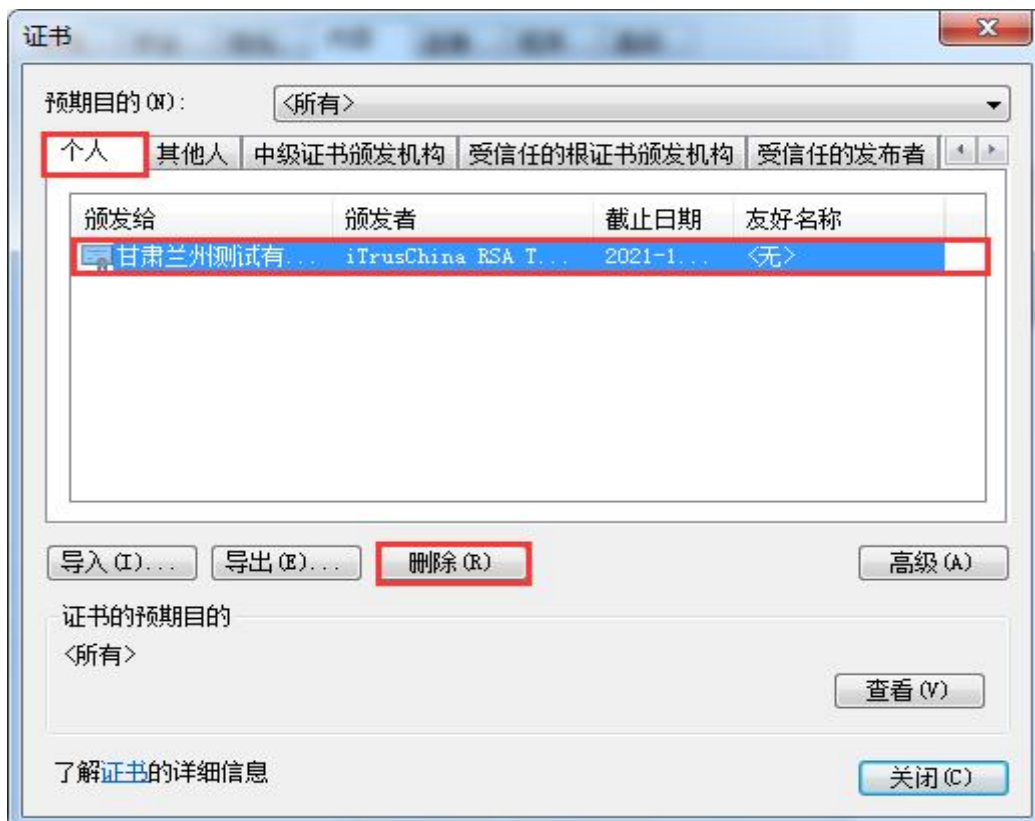 证书
预期目的(N): <所有>
个人 其他人 中级证书颁发机构 受信任的根证书颁发机构 受信任的发布者
颁发给 颁发者 截止日期 友好名称
甘肃兰州测试有... iTrusChina RSA T... 2021-1... <无>
导入(I)... 导出(E)... 删除(R) 高级(A)
证书的预期目的
<所有>
查看(V)
了解证书的详细信息
关闭(C)